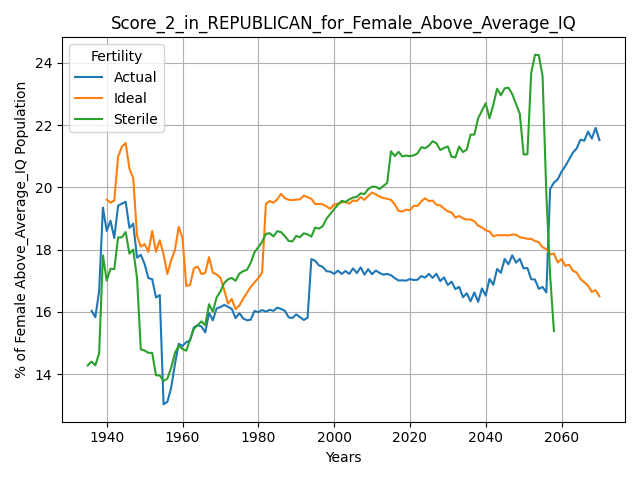 Score_2_in_REPUBLICAN_for_Female_Above_Average_IQ
% of Female Above_Average_IQ Population
24
22
20
18
16
14
Fertility
Actual
Ideal
Sterile
1940 1960 1980 2000 2020 2040 2060
Years